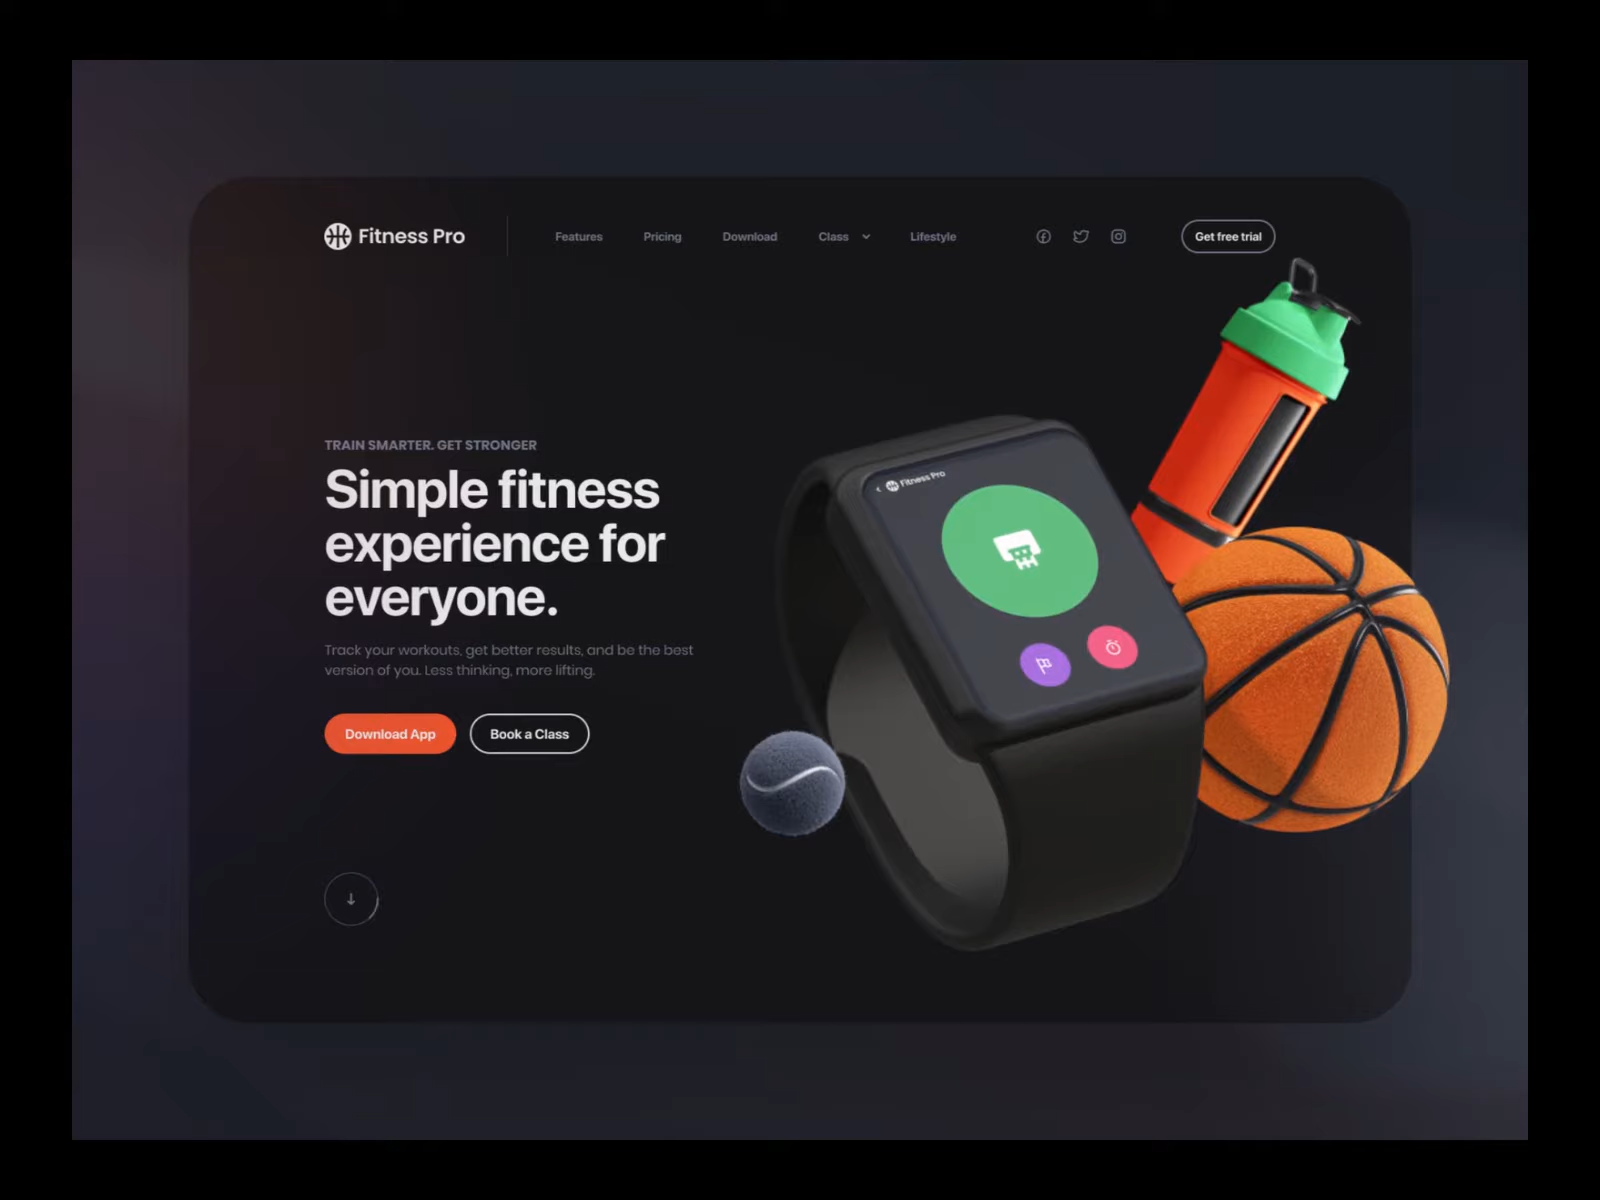 Fitness Pro
Features
Pricing
Download
Class
Lifestyle
Get free trial
TRAIN SMARTER. GET STRONGER
Simple fitness
experience for
everyone.
Track your workouts, get better results, and be the best
version of you. Less thinking, more lifting.
Download App
Book a Class
Fitness Pro